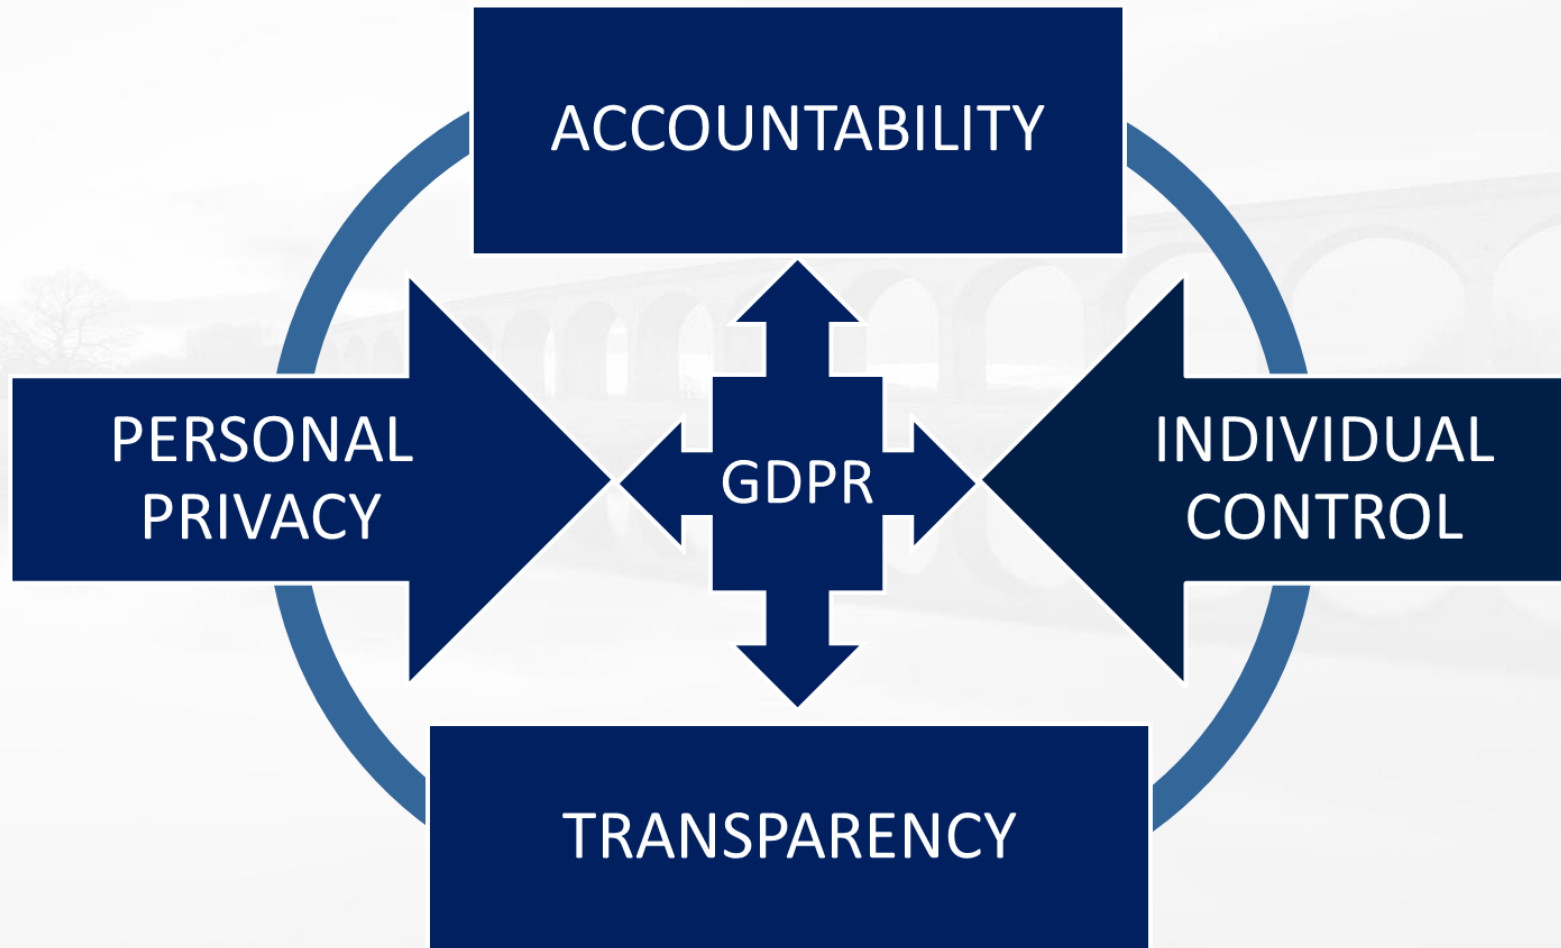 ACCOUNTABILITY
PERSONAL
PRIVACY
GDPR
INDIVIDUAL
CONTROL
TRANSPARENCY